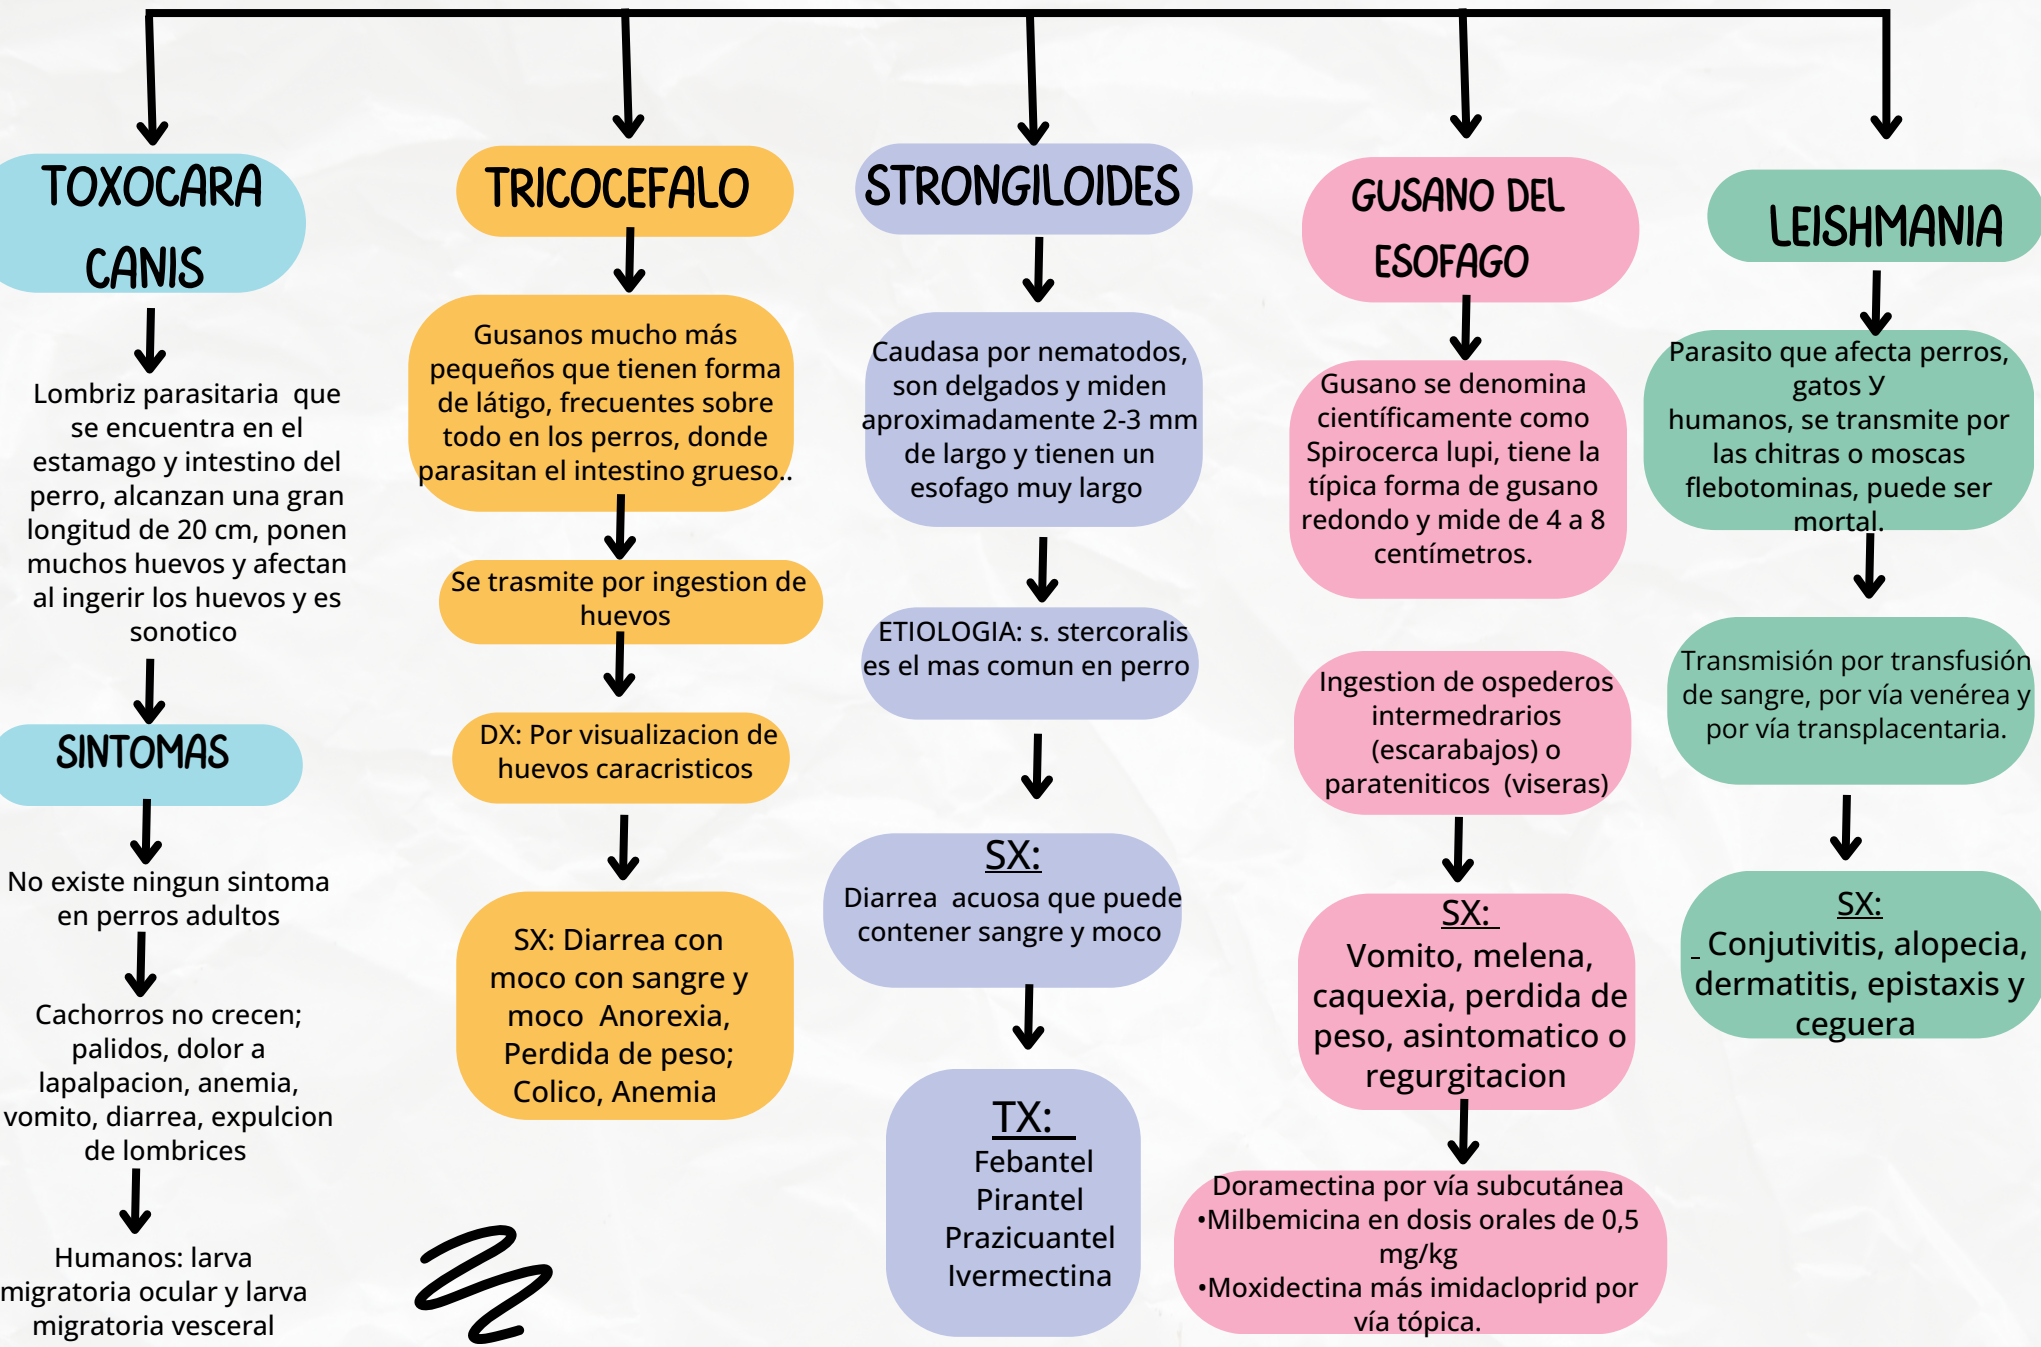 TOXOCARA
CANIS
Lombriz parasitaria  que
se encuentra en el
estamago y intestino del
perro, alcanzan una gran
longitud de 20 cm, ponen
muchos huevos y afectan
al ingerir los huevos y es
sonotico
SINTOMAS
No existe ningun sintoma
en perros adultos
Cachorros no crecen;
palidos, dolor a
lapalpacion, anemia,
vomito, diarrea, expulcion
de lombrices
Humanos: larva
migratoria ocular y larva
migratoria vesceral
TRICOCEFALO
Gusanos mucho más
pequeños que tienen forma
de látigo, frecuentes sobre
todo en los perros, donde
parasitan el intestino grueso..
Se trasmite por ingestion de
huevos
DX: Por visualizacion de
huevos caracristicos
SX: Diarrea con
moco con sangre y
moco  Anorexia,
Perdida de peso;
Colico, Anemia
STRONGILOIDES
Caudasa por nematodos,
son delgados y miden
aproximadamente 2-3 mm
de largo y tienen un
esofago muy largo
ETIOLOGIA: s. stercoralis
es el mas comun en perro
SX:
Diarrea  acuosa que puede
contener sangre y moco
TX:
Febantel
Pirantel
Prazicuantel
Ivermectina
GUSANO DEL
ESOFAGO
Gusano se denomina
científicamente como
Spirocerca lupi, tiene la
típica forma de gusano
redondo y mide de 4 a 8
centímetros.
Ingestion de ospederos
intermedrarios
(escarabajos) o
parateniticos  (viseras)
SX:
Vomito, melena,
caquexia, perdida de
peso, asintomatico o
regurgitacion
Doramectina por vía subcutánea
•Milbemicina en dosis orales de 0,5
mg/kg
•Moxidectina más imidacloprid por
vía tópica.
LEISHMANIA
Parasito que afecta perros,
gatos Y
humanos, se transmite por
las chitras o moscas
flebotominas, puede ser
mortal.
Transmisión por transfusión
de sangre, por vía venérea y
por vía transplacentaria.
SX:
Conjutivitis, alopecia,
dermatitis, epistaxis y
ceguera